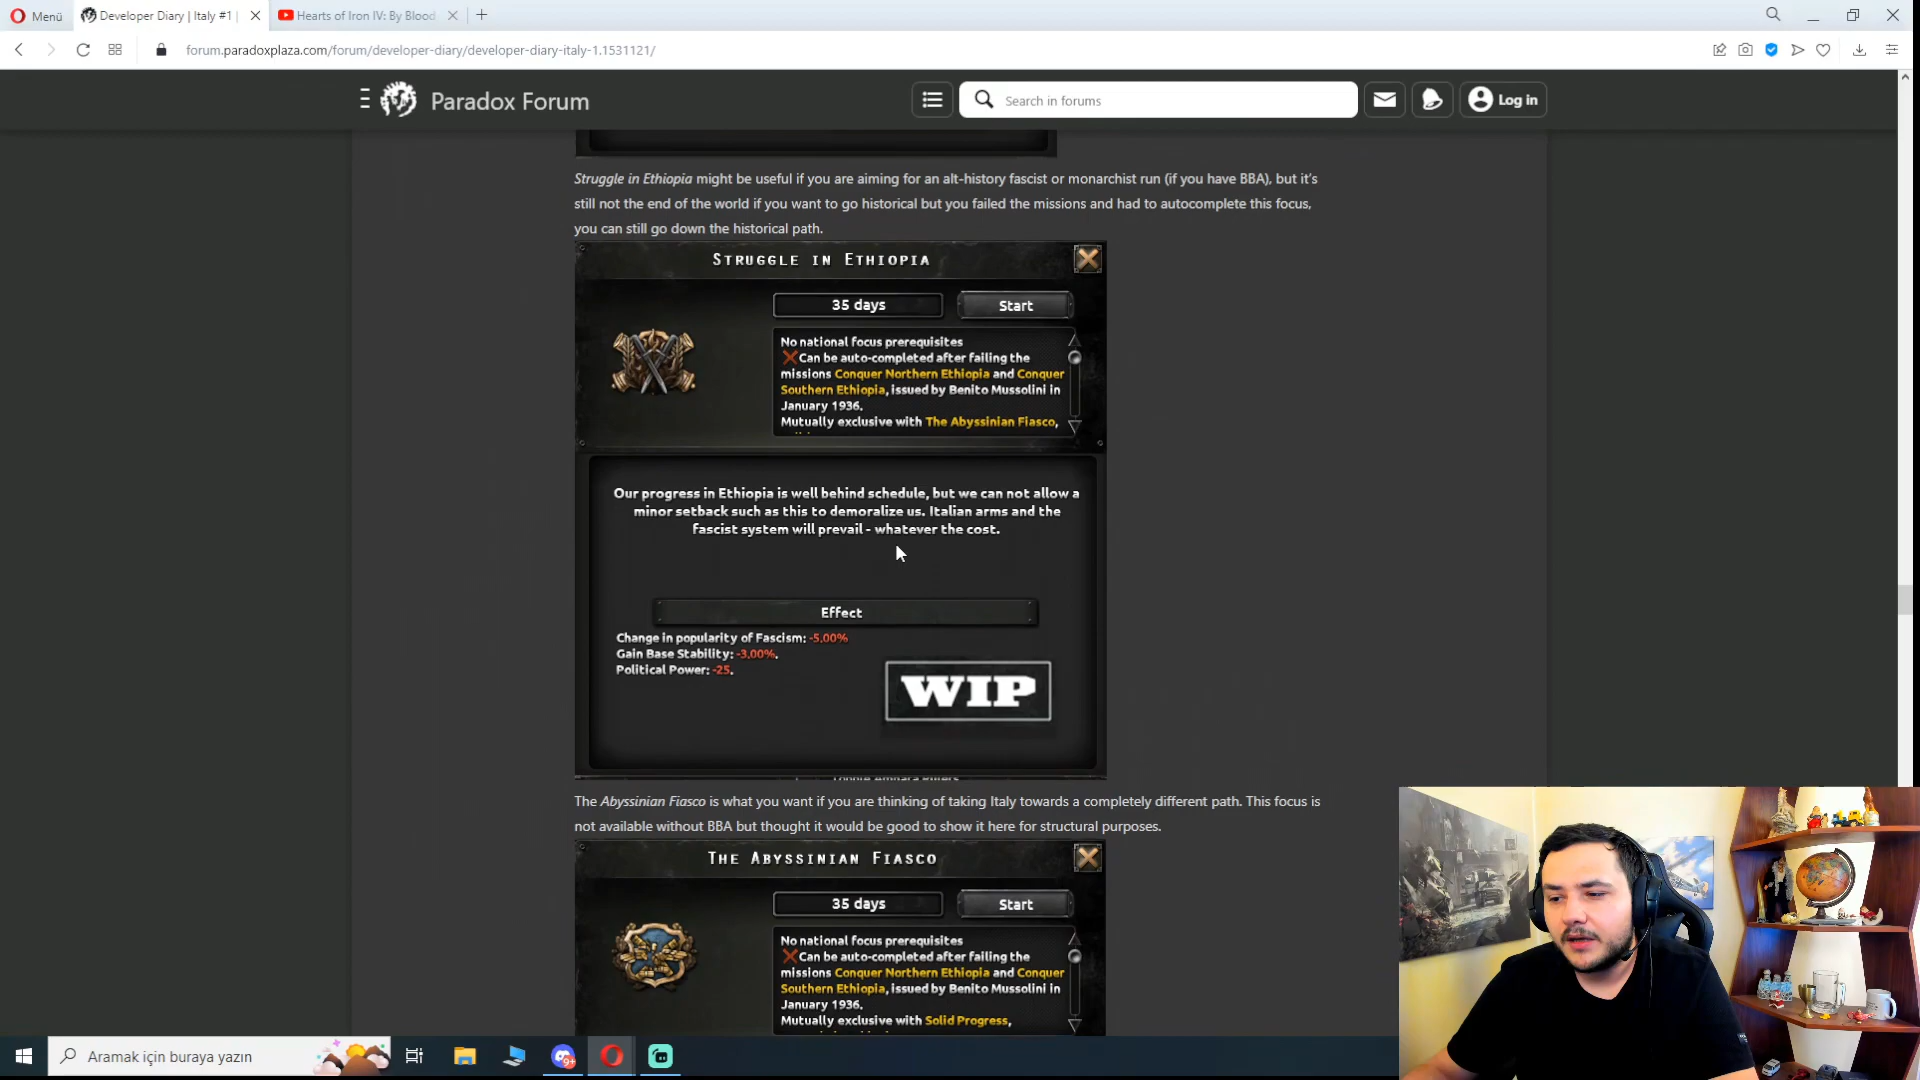 Menü
Developer Diary | Italy #1 |
Hearts of Iron IV: By Blood
forum.paradoxplaza.com/forum/developer-diary/developer-diary-italy-1.1531121/
Paradox Forum
Search in forums
Log in
Struggle in Ethiopia might be useful if you are aiming for an alt-history fascist or monarchist run (if you have BBA), but it's
still not the end of the world if you want to go historical but you failed the missions and had to autocomplete this focus,
you can still go down the historical path.
STRUGGLE IN ETHIOPIA
35 days
Start
No national focus prerequisites
Can be auto-completed after failing the
missions Conquer Northern Ethiopia and Conquer
Southern Ethiopia, issued by Benito Mussolini in
January 1936.
Mutually exclusive with The Abyssinian Fiasco,
Our progress in Ethiopia is well behind schedule, but we can not allow a
minor setback such as this to demoralize us. Italian arms and the
fascist system will prevail - whatever the cost.
Effect
Change in popularity of Fascism: -5.00%
Gain Base Stability: -3.00%.
Political Power: -25.
WIP
The Abyssinian Fiasco is what you want if you are thinking of taking Italy towards a completely different path. This focus is
not available without BBA but thought it would be good to show it here for structural purposes.
THE ABYSSINIAN FIASCO
35 days
Start
No national focus prerequisites
Can be auto-completed after failing the
missions Conquer Northern Ethiopia and Conquer
Southern Ethiopia, issued by Benito Mussolini in
January 1936.
Mutually exclusive with Solid Progress,
Aramak için buraya yazın
9+